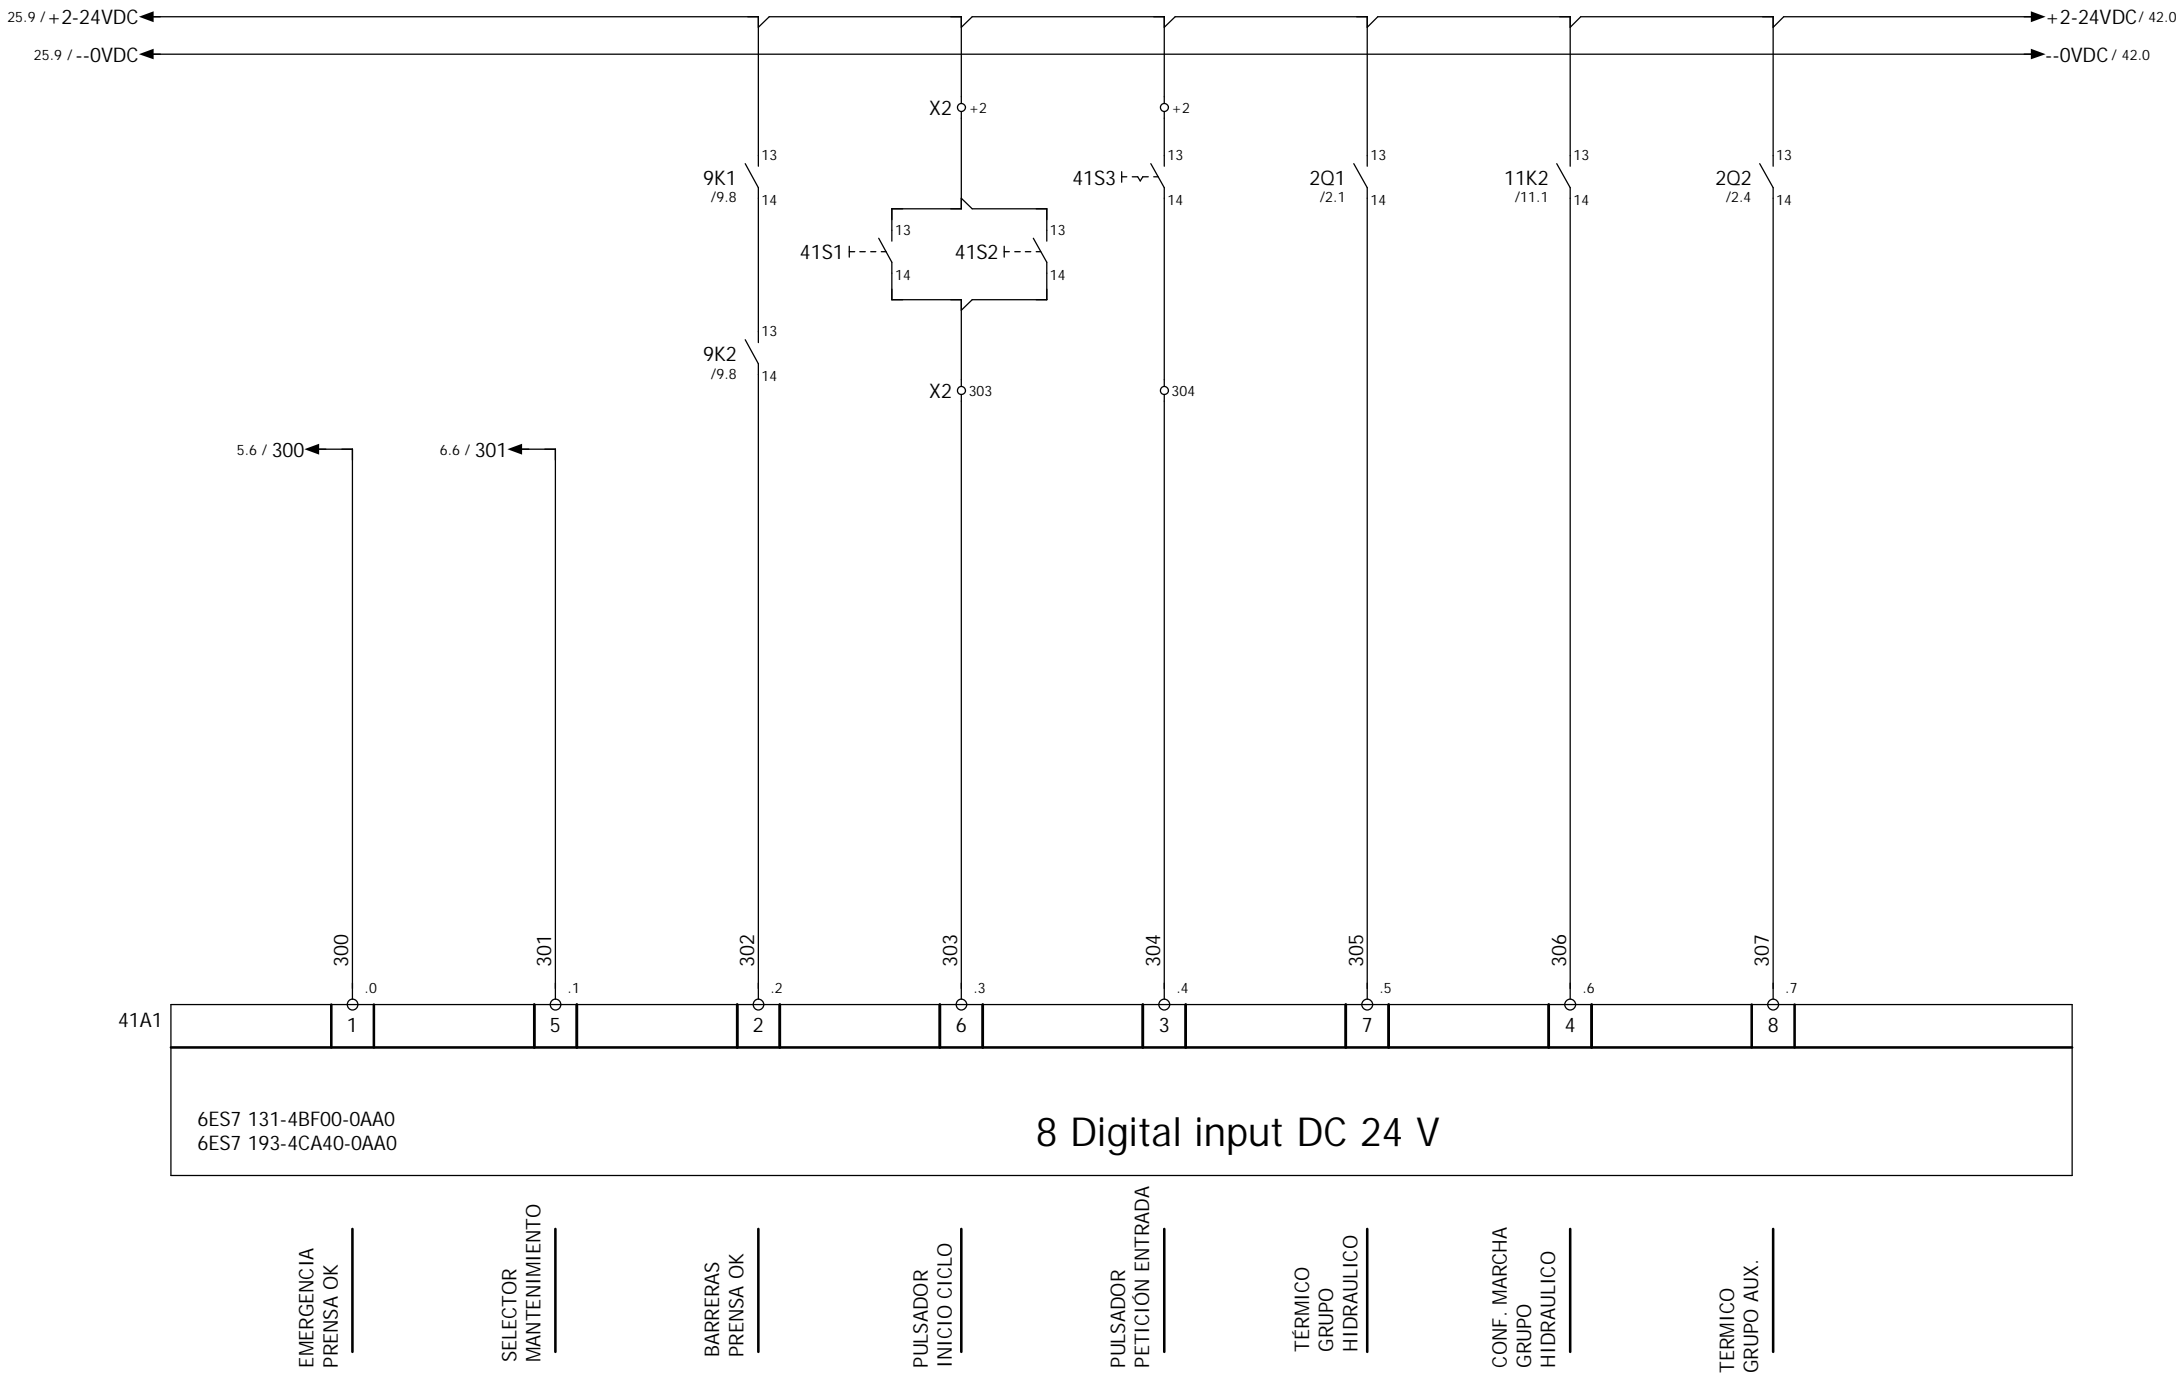 25.9 / +2-24VDC
+2-24VDC / 42.0
25.9 / --0VDC
--0VDC / 42.0
X2 +2
+2
9K1
/9.8
13
14
41S3
13
14
2Q1
/2.1
13
14
11K2
/11.1
13
14
2Q2
/2.4
13
14
41S1
13
14
41S2
13
14
9K2
/9.8
13
14
X2 303
304
5.6 / 300
6.6 / 301
300
301
302
303
304
305
306
307
.0
.1
.2
.3
.4
.5
.6
.7
41A1
1
5
2
6
3
7
4
8
6ES7 131-4BF00-0AA0
6ES7 193-4CA40-0AA0
8 Digital input DC 24 V
EMERGENCIA
PRENSA OK
SELECTOR
MANTENIMIENTO
BARRERAS
PRENSA OK
PULSADOR
INICIO CICLO
PULSADOR
PETICIÓN ENTRADA
TÉRMICO
GRUPO
HIDRAULICO
CONF. MARCHA
GRUPO
HIDRAULICO
TERMICO
GRUPO AUX.